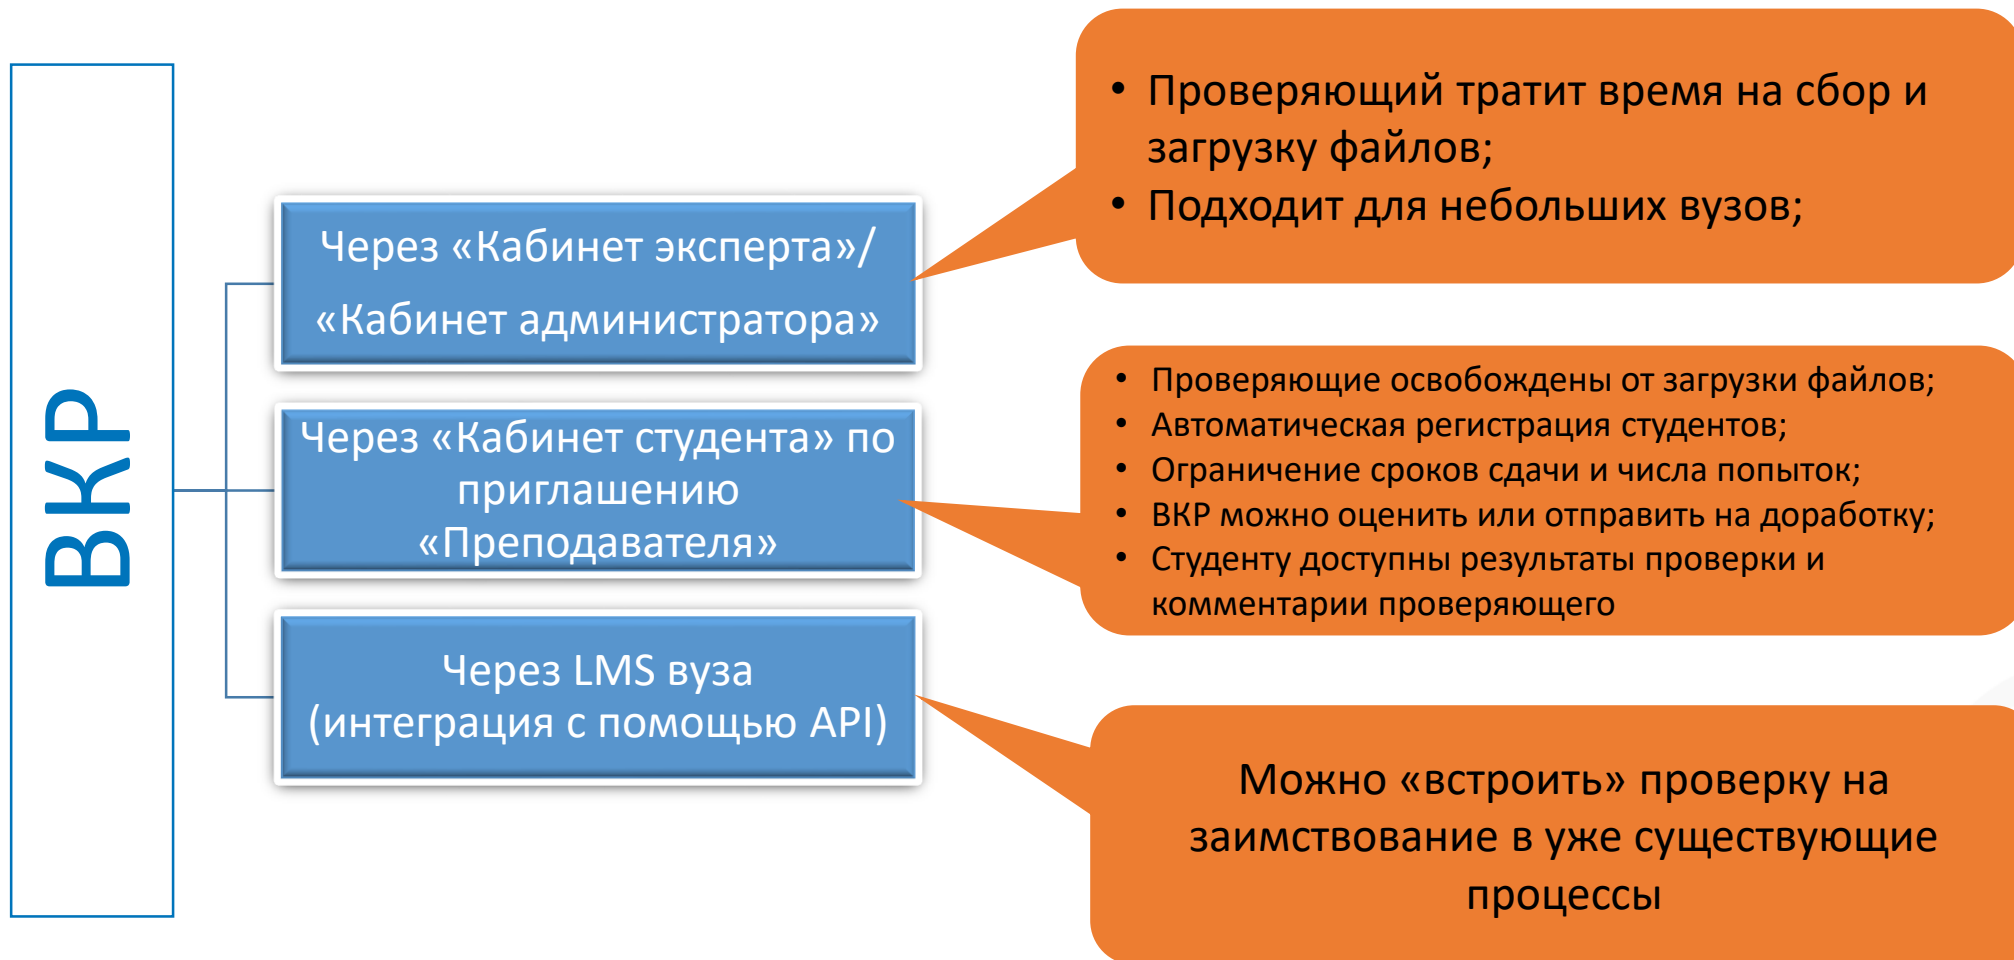 ВКР
Через «Кабинет эксперта»/
«Кабинет администратора»
• Проверяющий тратит время на сбор и
загрузку файлов;
• Подходит для небольших вузов;
Через «Кабинет студента» по
приглашению
«Преподавателя»
• Проверяющие освобождены от загрузки файлов;
• Автоматическая регистрация студентов;
• Ограничение сроков сдачи и числа попыток;
• ВКР можно оценить или отправить на доработку;
• Студенту доступны результаты проверки и
комментарии проверяющего
Через LMS вуза
(интеграция с помощью API)
Можно «встроить» проверку на
заимствование в уже существующие
процессы